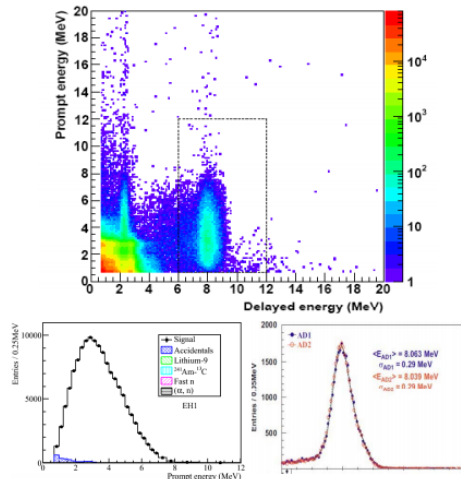 Prompt energy (MeV)
20
18
16
14
12
10
8
6
4
2
0
0 2 4 6 8 10 12 14 16 18 20
Delayed energy (MeV)
10⁴
10³
10²
10
1
Entries / 0.25MeV
10000
5000
0
Signal
Accidentals
Lithium-9
²⁴¹Am-¹³C
Fast n
(α, n)
EH1
0 2 4 6 8 10 12
Prompt energy (MeV)
Entries / 0.35MeV
2000
1500
1000
500
AD1
AD2
<E_AD1> = 8.063 MeV
σ_AD1 = 0.29 MeV
<E_AD2> = 8.039 MeV
σ_AD2 = 0.29 MeV